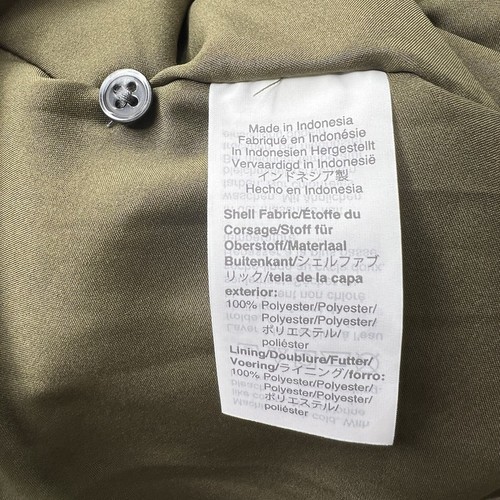 Made in Indonesia
Fabriqué en Indonésie
In Indonesien Hergestellt
Vervaardigd in Indonesië
インドネシア製
Hecho en Indonesia
Shell Fabric/Étoffe du
Corsage/Stoff für
Oberstoff/Materlaal
Buitenkant/シェルファブ
リック/tela de la capa
exterior:
100% Polyester/Polyester/
Polyester/Polyester/
ポリエステル/
poliéster
Lining/Doublure/Futter/
Voering/ライニング/forro:
100% Polyester/Polyester/
Polyester/Polyester/
ポリエステル/
poliéster